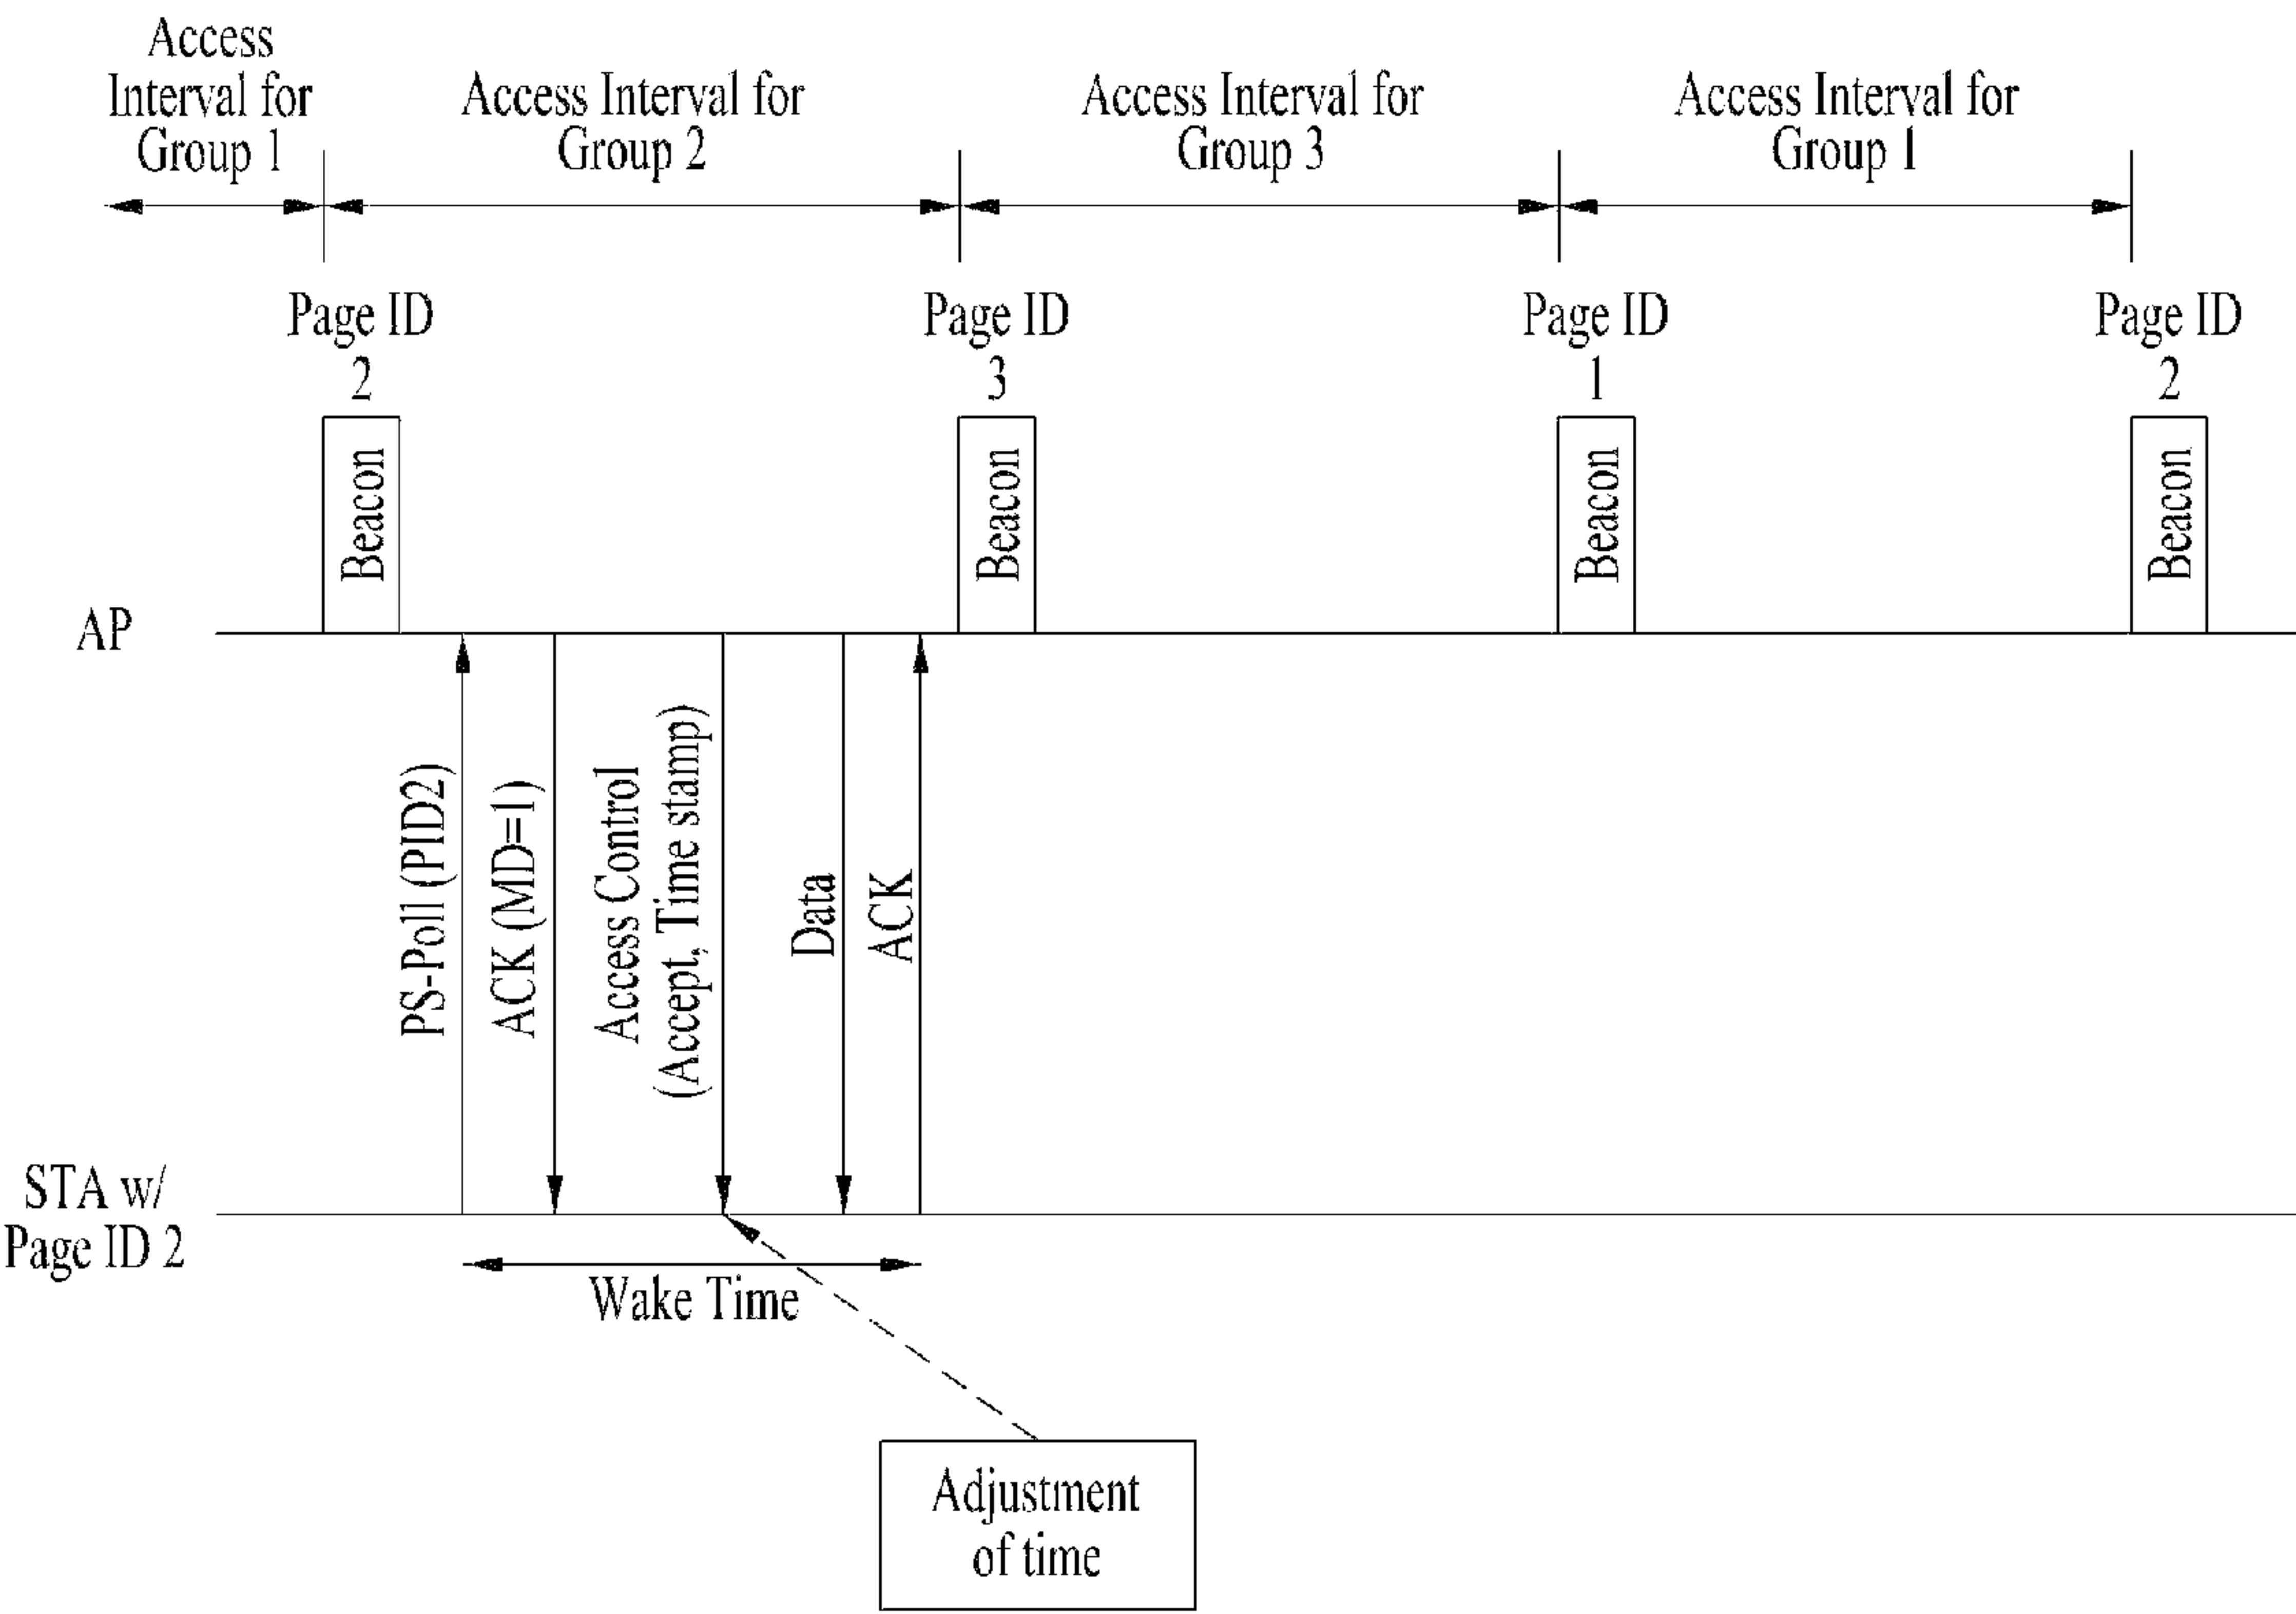 Access
Interval for
Group 1
Access Interval for
Group 2
Access Interval for
Group 3
Access Interval for
Group 1
Page ID
2
Page ID
3
Page ID
1
Page ID
2
Beacon
Beacon
Beacon
Beacon
AP
PS-Poll (PID2)
ACK (MD=1)
Access Control
(Accept, Time stamp)
Data
ACK
STA w/
Page ID 2
Wake Time
Adjustment
of time